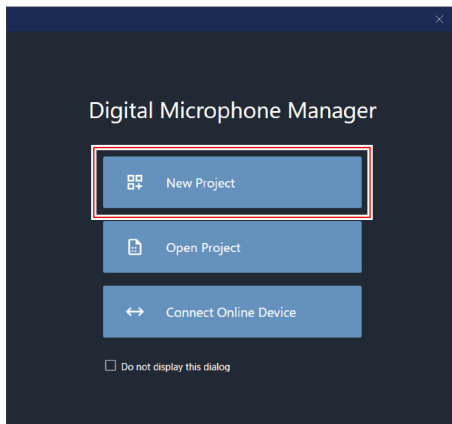 Digital Microphone Manager
New Project
Open Project
Connect Online Device
Do not display this dialog